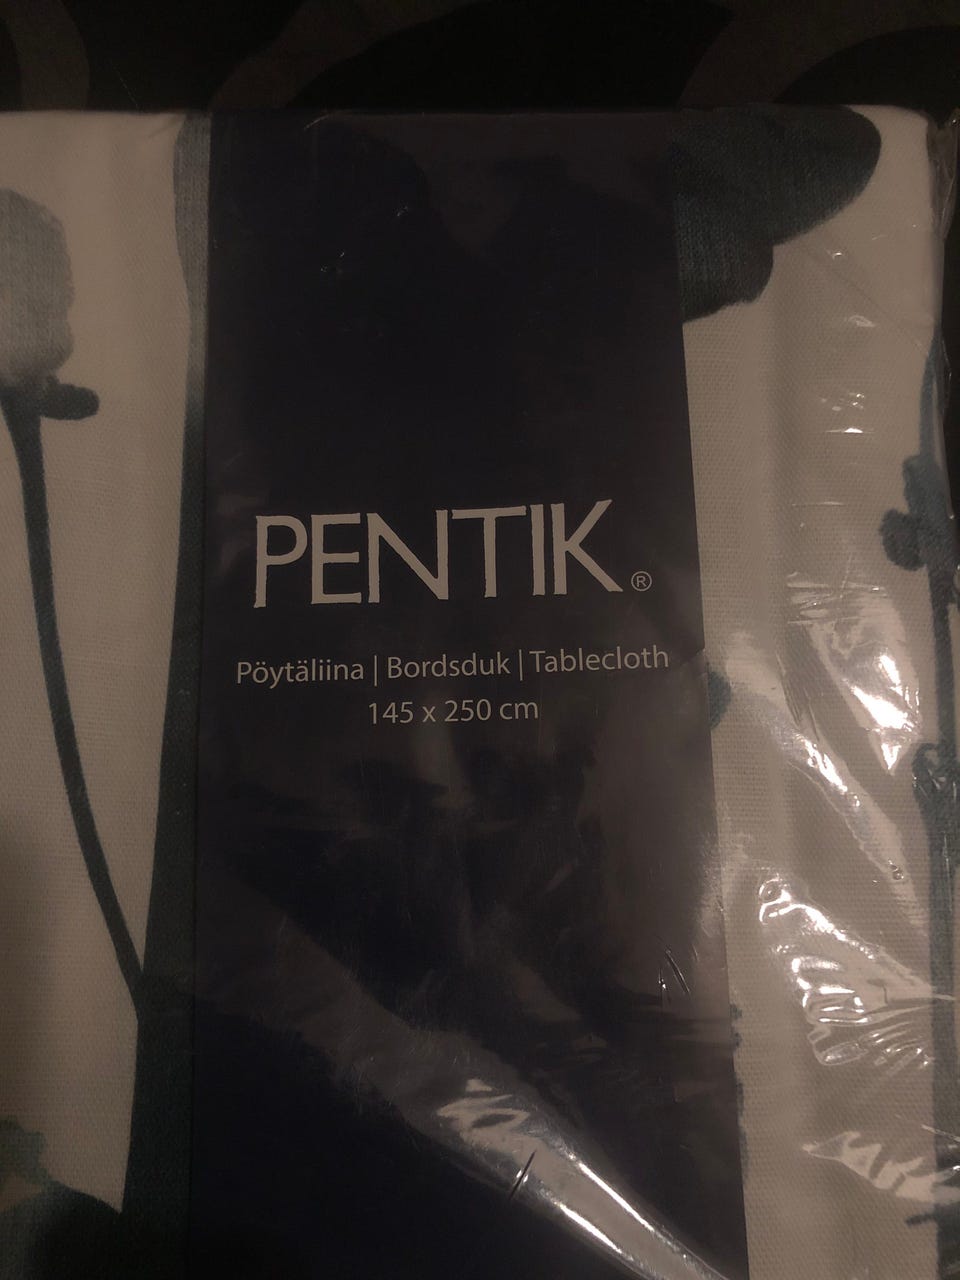 PENTIK®
Pöytäliina | Bordsduk | Tablecloth
145 x 250 cm